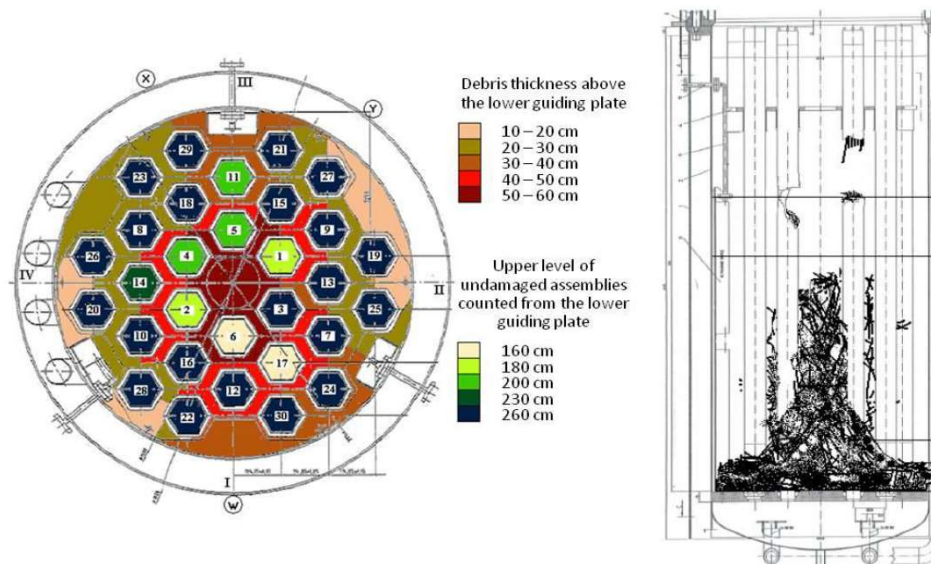 X
III
Y
29
21
23
11
27
18
15
8
5
9
26
4
1
19
IV
14
13
II
20
2
3
25
10
6
7
16
17
28
12
24
22
30
I
W
Debris thickness above
the lower guiding plate
10 – 20 cm
20 – 30 cm
30 – 40 cm
40 – 50 cm
50 – 60 cm
Upper level of
undamaged assemblies
counted from the lower
guiding plate
160 cm
180 cm
200 cm
230 cm
260 cm